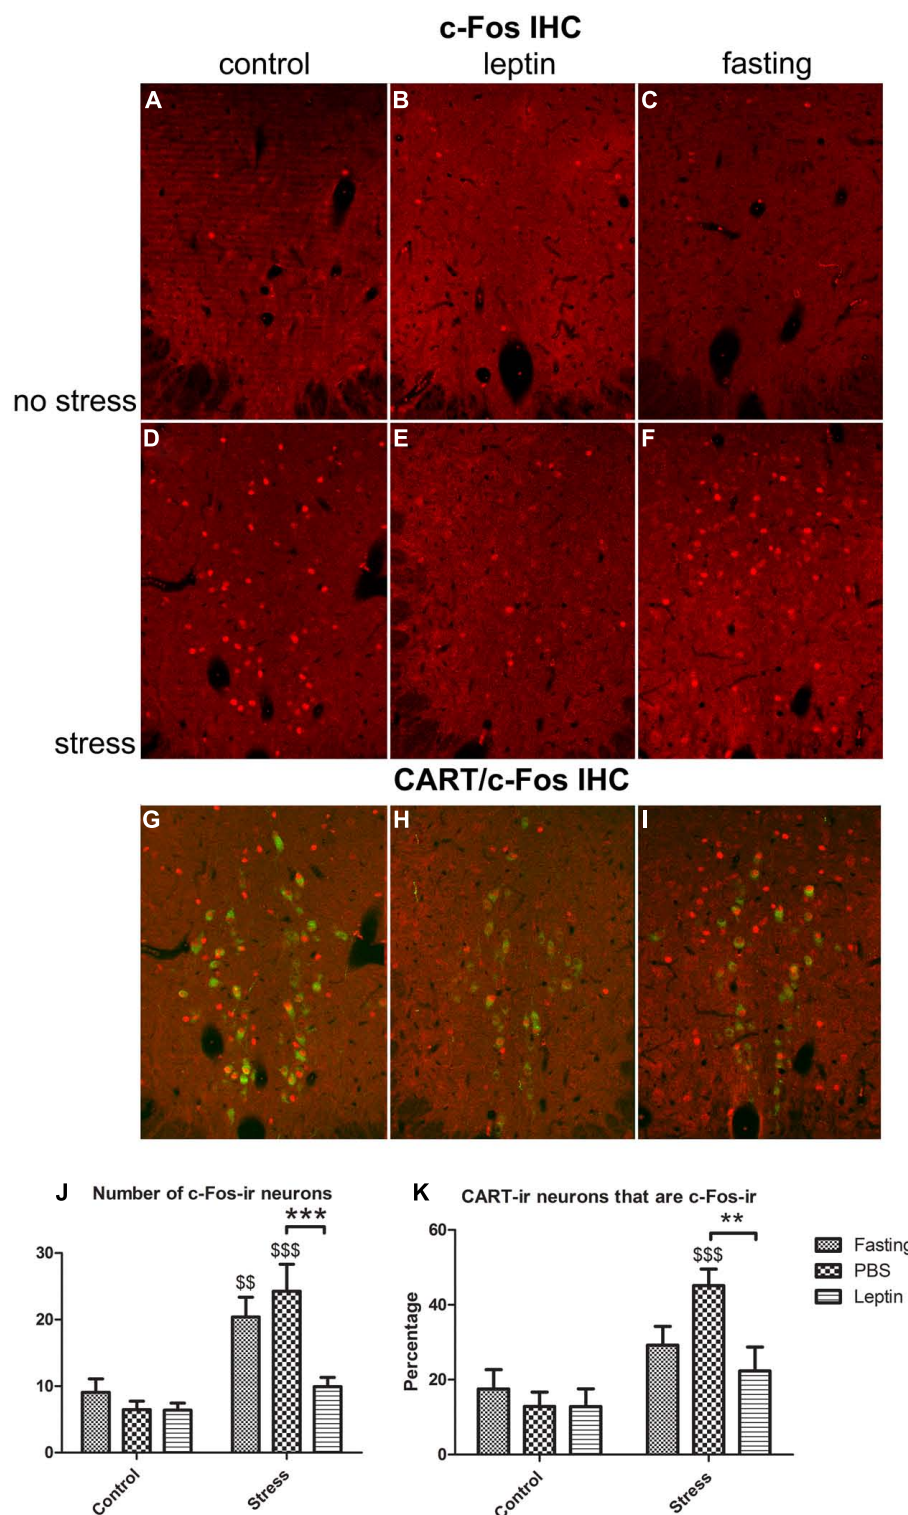 c-Fos IHC
control leptin fasting
A B C
no stress
D E F
stress
CART/c-Fos IHC
G H I
J Number of c-Fos-ir neurons
***
$$$
$$
30
20
10
0
Control Stress
K CART-ir neurons that are c-Fos-ir
**
$$$
Percentage
60
40
20
0
Control Stress
Fasting
PBS
Leptin